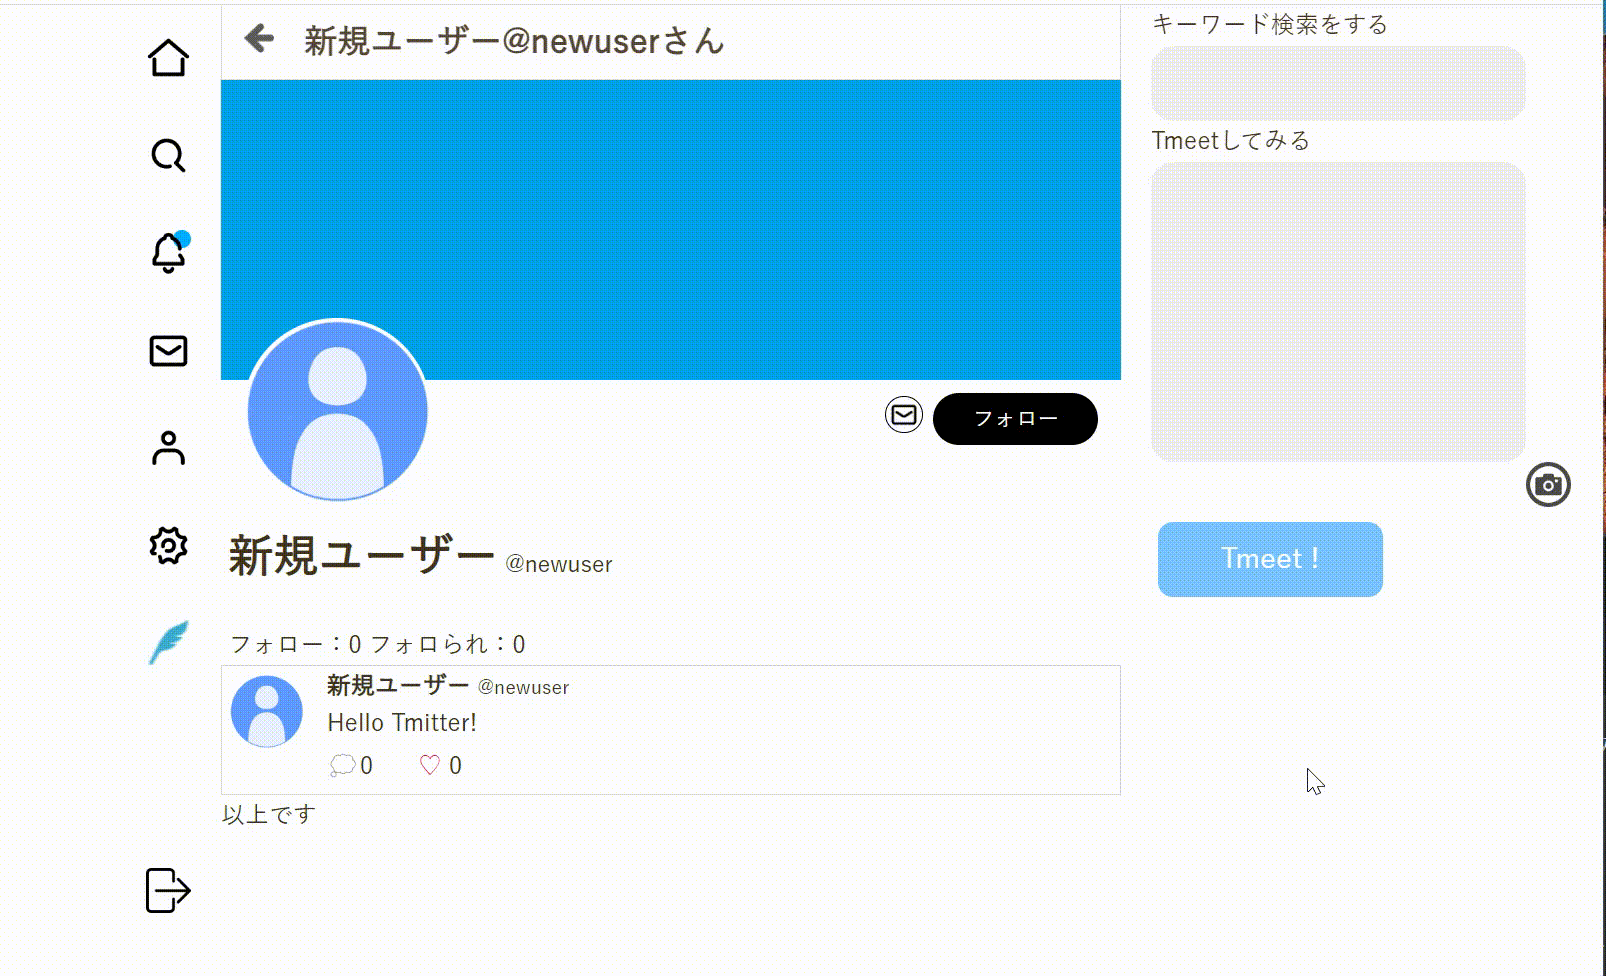 新規ユーザー@newuserさん
フォロー
新規ユーザー @newuser
フォロー：0 フォロられ：0
新規ユーザー @newuser
Hello Tmitter!
0 ♡ 0
以上です
キーワード検索をする
Tmeetしてみる
Tmeet！